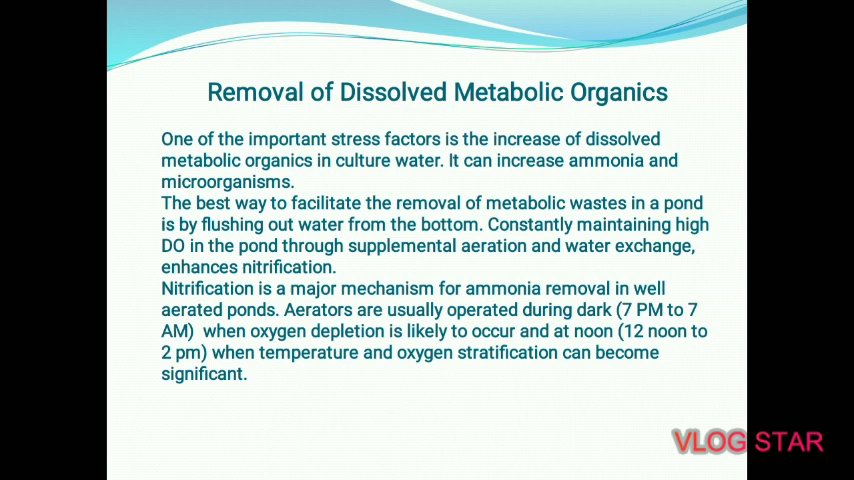 Removal of Dissolved Metabolic Organics
One of the important stress factors is the increase of dissolved
metabolic organics in culture water. It can increase ammonia and
microorganisms.
The best way to facilitate the removal of metabolic wastes in a pond
is by flushing out water from the bottom. Constantly maintaining high
DO in the pond through supplemental aeration and water exchange,
enhances nitrification.
Nitrification is a major mechanism for ammonia removal in well
aerated ponds. Aerators are usually operated during dark (7 PM to 7
AM)  when oxygen depletion is likely to occur and at noon (12 noon to
2 pm) when temperature and oxygen stratification can become
significant.
VLOG STAR